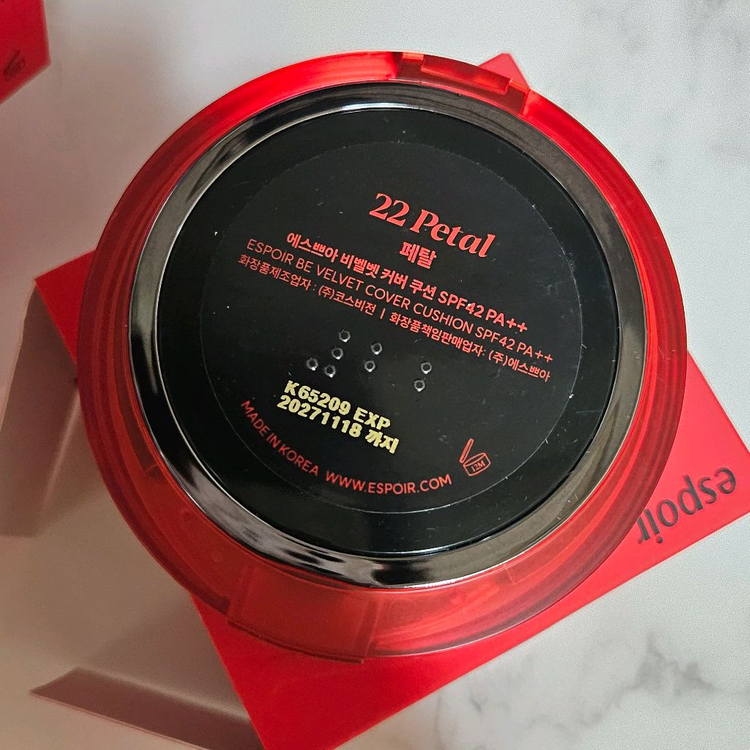 22 Petal
페탈
에스쁘아 비벨벳 커버 쿠션 SPF42 PA++
ESPOIR BE VELVET COVER CUSHION SPF42 PA++
화장품제조업자 : (주)코스비전 | 화장품책임판매업자: (주)에스쁘아
K65209 EXP
20271118 까지
MADE IN KOREA WWW.ESPOIR.COM
12M
espoir